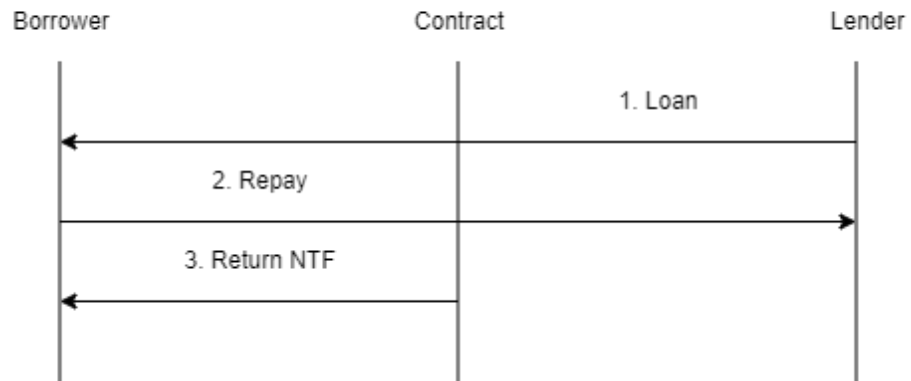 Borrower Contract Lender
1. Loan
2. Repay
3. Return NTF